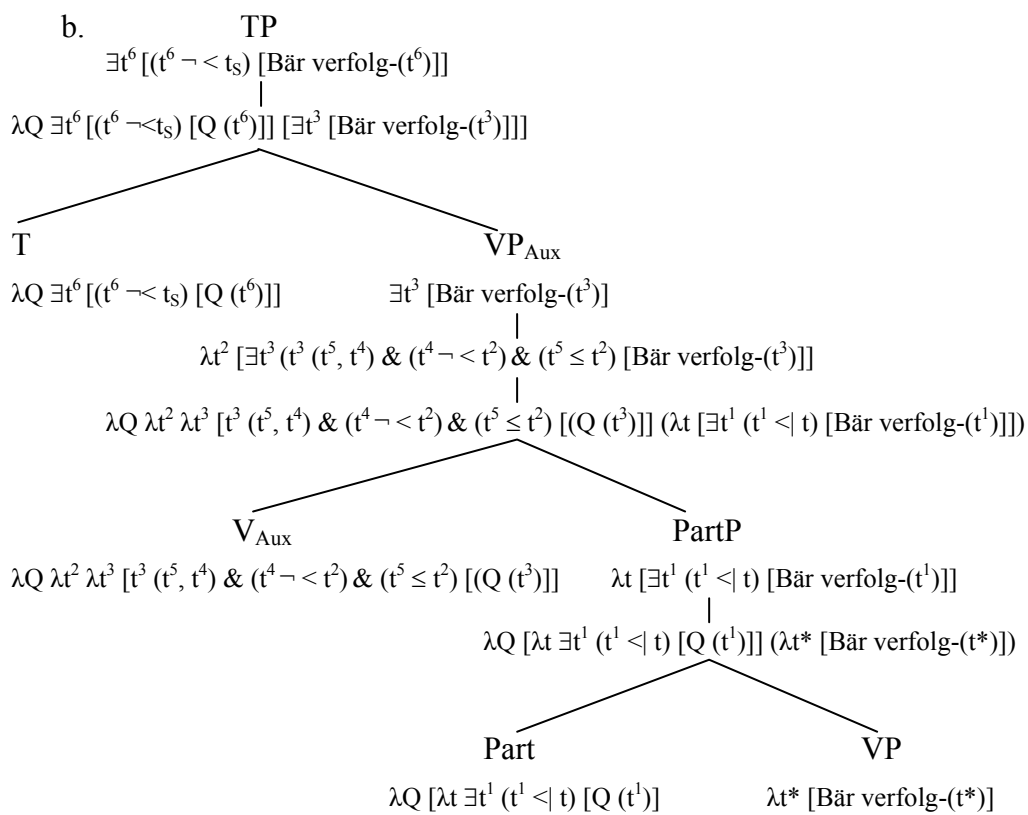 b. TP
∃t⁶ [(t⁶ ¬ < tₛ) [Bär verfolg-(t⁶)]]
λQ ∃t⁶ [(t⁶ ¬<tₛ) [Q (t⁶)]] [∃t³ [Bär verfolg-(t³)]]]
T VP_Aux
λQ ∃t⁶ [(t⁶ ¬< tₛ) [Q (t⁶)]] ∃t³ [Bär verfolg-(t³)]
λt² [∃t³ (t³ (t⁵, t⁴) & (t⁴ ¬ < t²) & (t⁵ ≤ t²) [Bär verfolg-(t³)]]
λQ λt² λt³ [t³ (t⁵, t⁴) & (t⁴ ¬ < t²) & (t⁵ ≤ t²) [(Q (t³)]] (λt [∃t¹ (t¹ <| t) [Bär verfolg-(t¹)]])
V_Aux PartP
λQ λt² λt³ [t³ (t⁵, t⁴) & (t⁴ ¬ < t²) & (t⁵ ≤ t²) [(Q (t³)]] λt [∃t¹ (t¹ <| t) [Bär verfolg-(t¹)]]
λQ [λt ∃t¹ (t¹ <| t) [Q (t¹)]] (λt* [Bär verfolg-(t*)])
Part VP
λQ [λt ∃t¹ (t¹ <| t) [Q (t¹)] λt* [Bär verfolg-(t*)]